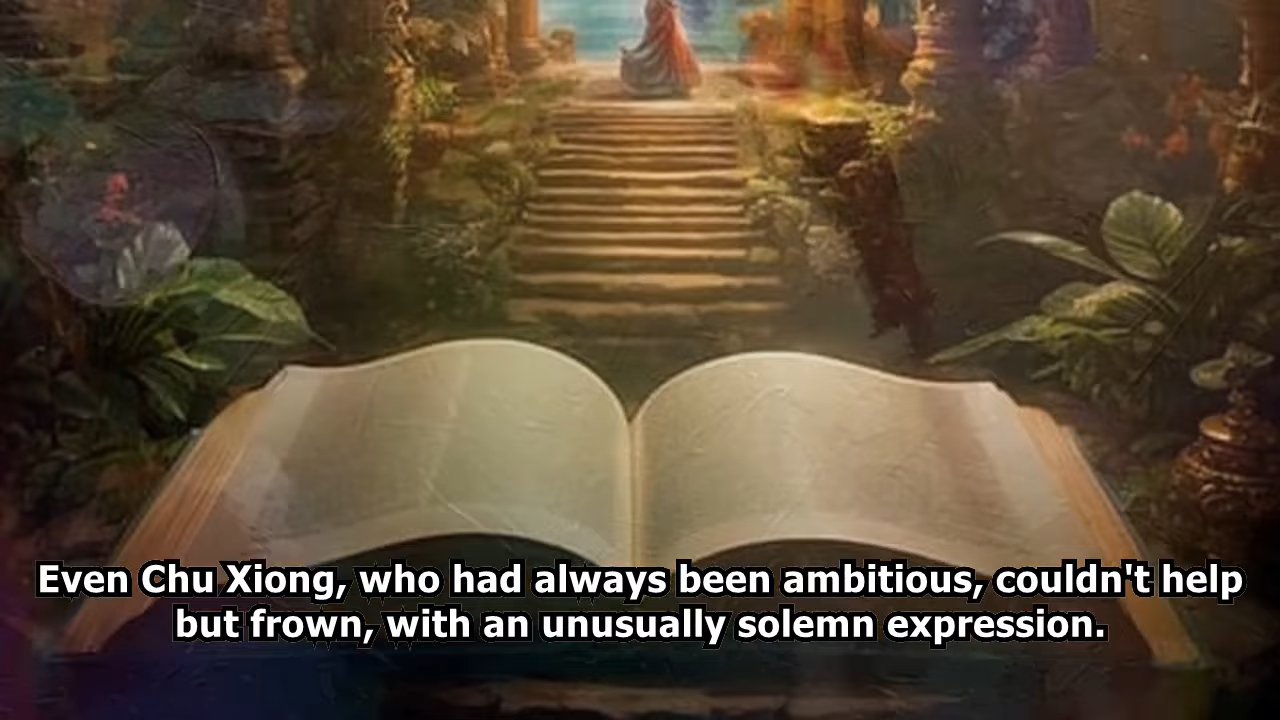 Even Chu Xiong, who had always been ambitious, couldn't help
but frown, with an unusually solemn expression.